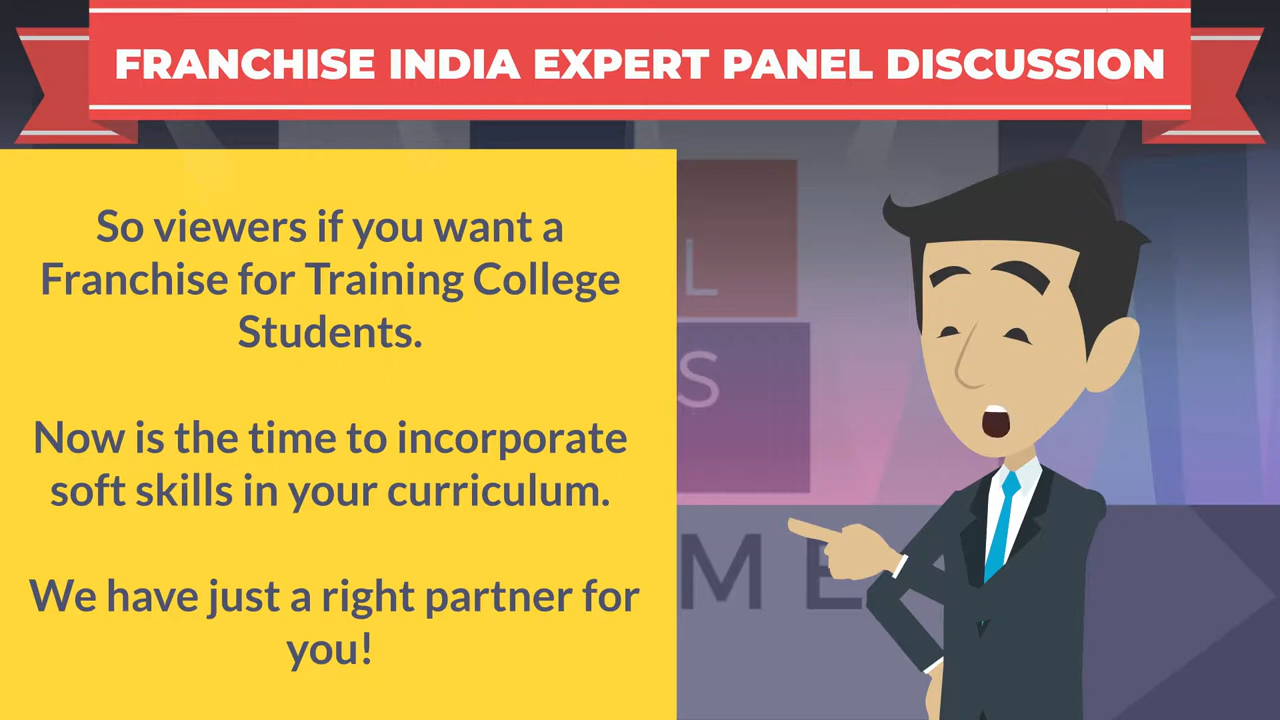 FRANCHISE INDIA EXPERT PANEL DISCUSSION
So viewers if you want a
Franchise for Training College
Students.
Now is the time to incorporate
soft skills in your curriculum.
We have just a right partner for
you!
L
S
ME